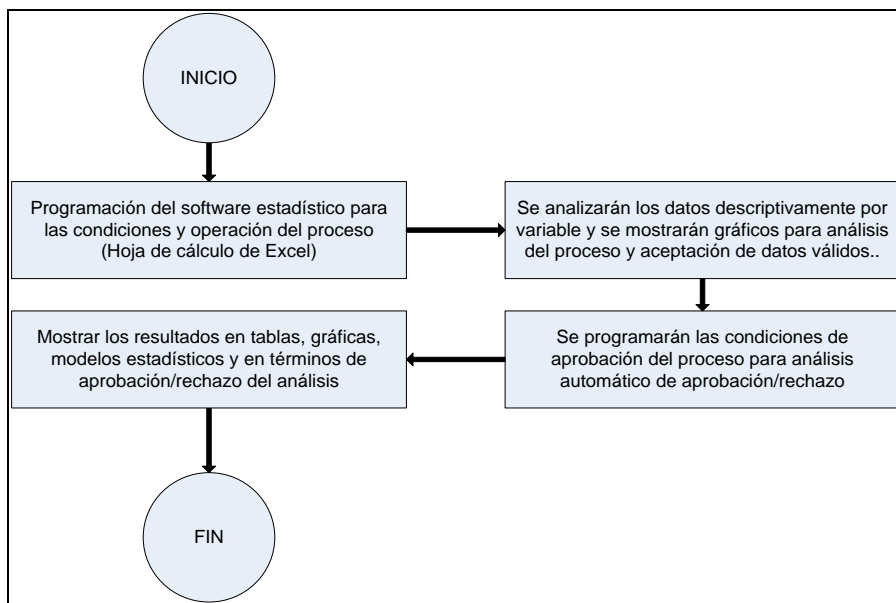 INICIO
Programación del software estadístico para
las condiciones y operación del proceso
(Hoja de cálculo de Excel)
Se analizarán los datos descriptivamente por
variable y se mostrarán gráficos para análisis
del proceso y aceptación de datos válidos..
Se programarán las condiciones de
aprobación del proceso para análisis
automático de aprobación/rechazo
Mostrar los resultados en tablas, gráficas,
modelos estadísticos y en términos de
aprobación/rechazo del análisis
FIN